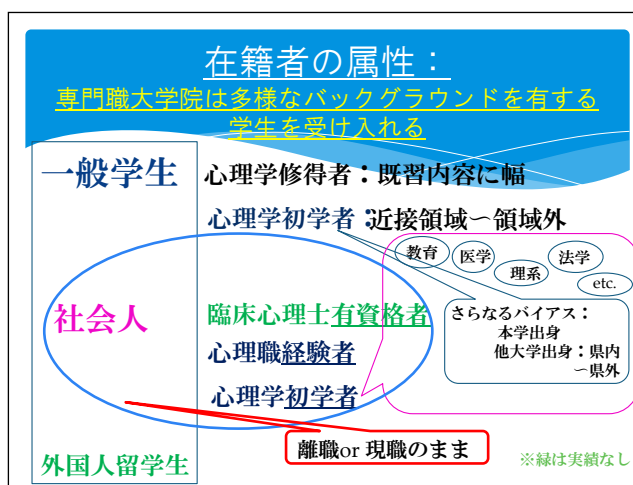 在籍者の属性：
専門職大学院は多様なバックグラウンドを有する
学生を受け入れる
一般学生
心理学修得者：既習内容に幅
心理学初学者：近接領域〜領域外
教育
医学
理系
法学
etc.
さらなるバイアス：
本学出身
他大学出身：県内
〜県外
社会人
臨床心理士有資格者
心理職経験者
心理学初学者
離職or 現職のまま
外国人留学生
※緑は実績なし